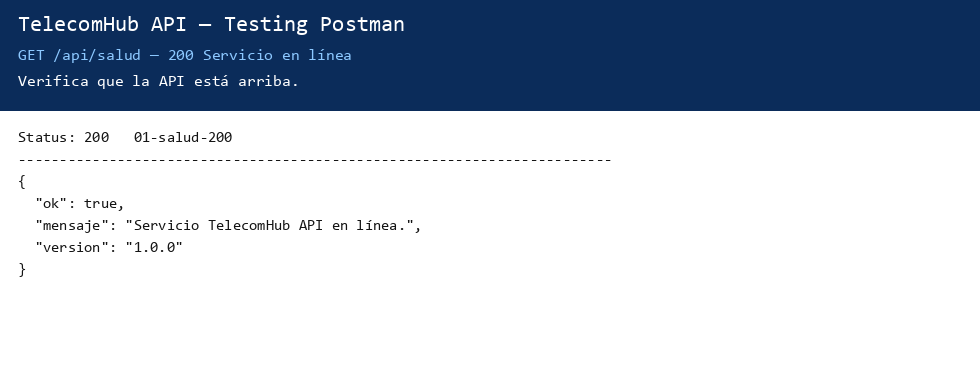 TelecomHub API — Testing Postman
GET /api/salud — 200 Servicio en línea
Verifica que la API está arriba.
Status: 200   01-salud-200
------------------------------------------------------------------------
{
  "ok": true,
  "mensaje": "Servicio TelecomHub API en línea.",
  "version": "1.0.0"
}